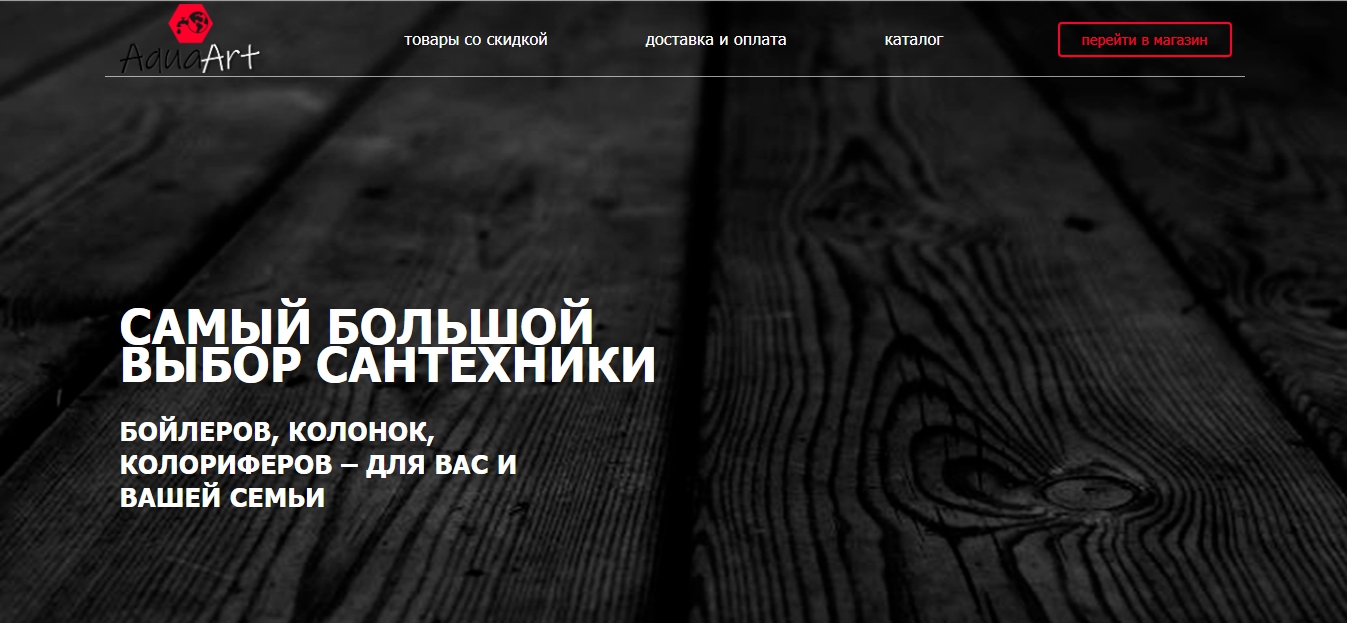 AquaArt
товары со скидкой
доставка и оплата
каталог
перейти в магазин
САМЫЙ БОЛЬШОЙ
ВЫБОР САНТЕХНИКИ
БОЙЛЕРОВ, КОЛОНОК,
КОЛОРИФЕРОВ – ДЛЯ ВАС И
ВАШЕЙ СЕМЬИ